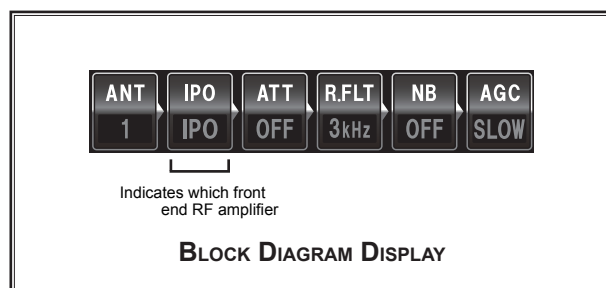 ANT IPO ATT R.FLT NB AGC
1 IPO OFF 3kHz OFF SLOW
Indicates which front
end RF amplifier
BLOCK DIAGRAM DISPLAY